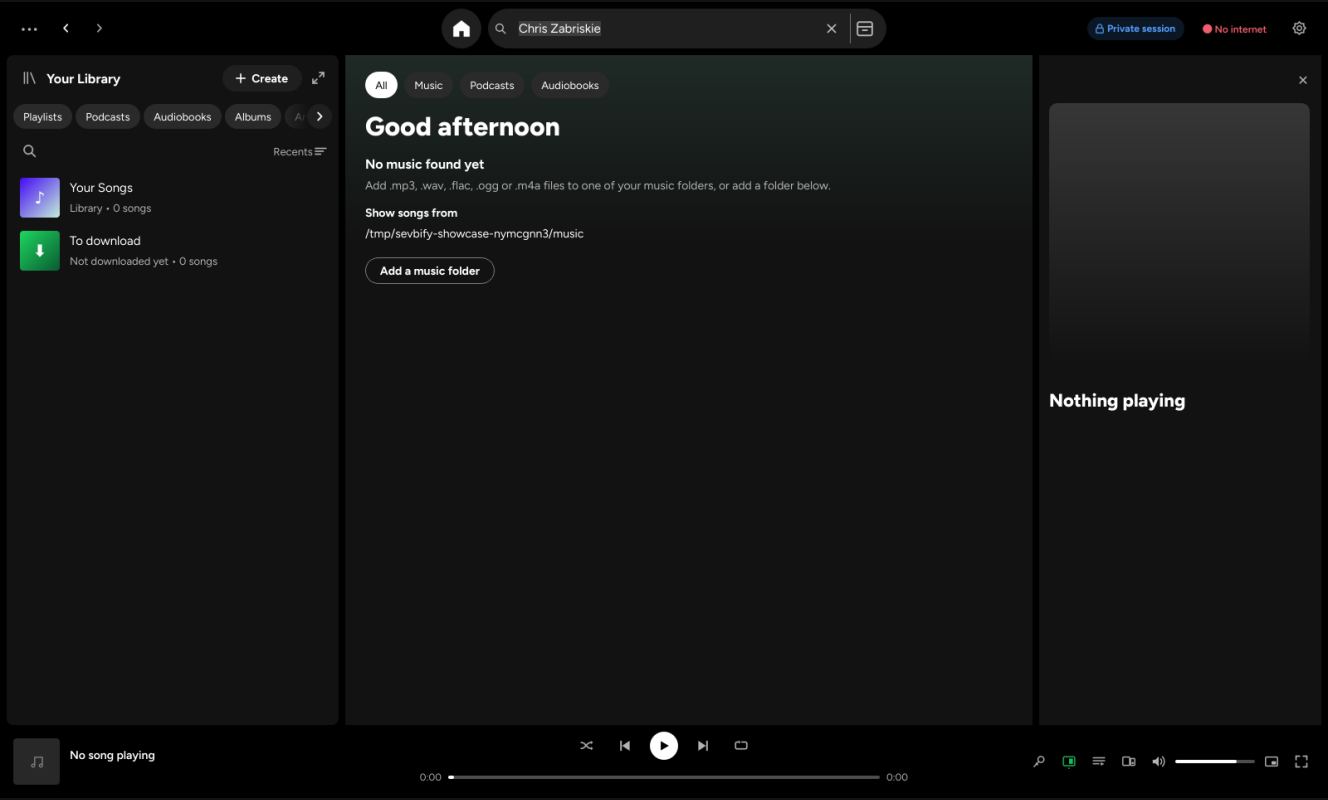 Chris Zabriskie
Private session
No internet
Your Library
Create
Playlists
Podcasts
Audiobooks
Albums
Recents
Your Songs
Library • 0 songs
To download
Not downloaded yet • 0 songs
All
Music
Podcasts
Audiobooks
Good afternoon
No music found yet
Add .mp3, .wav, .flac, .ogg or .m4a files to one of your music folders, or add a folder below.
Show songs from
/tmp/sevbify-showcase-nymcgnn3/music
Add a music folder
Nothing playing
No song playing
0:00
0:00